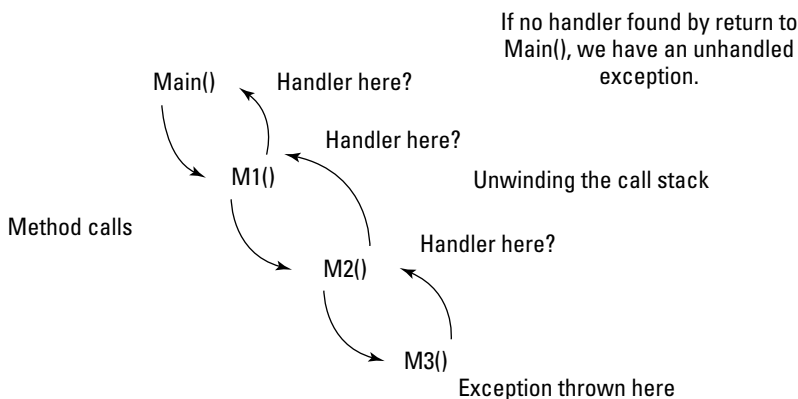 If no handler found by return to
Main(), we have an unhandled
exception.
Main()
Handler here?
Handler here?
M1()
Unwinding the call stack
Method calls
Handler here?
M2()
M3()
Exception thrown here